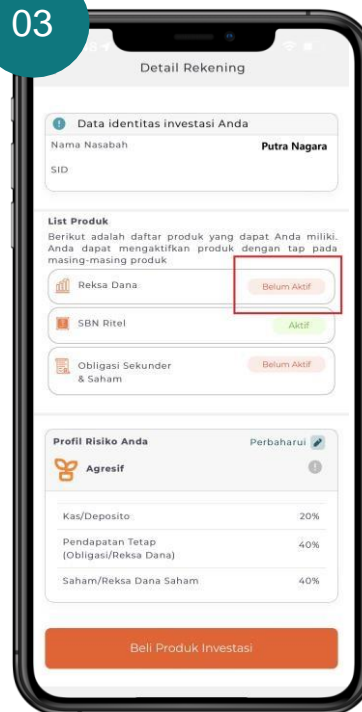 03
Detail Rekening
Data identitas investasi Anda
Nama Nasabah Putra Nagara
SID
List Produk
Berikut adalah daftar produk yang dapat Anda miliki.
Anda dapat mengaktifkan produk dengan tap pada
masing-masing produk
Reksa Dana Belum Aktif
SBN Ritel Aktif
Obligasi Sekunder Belum Aktif
& Saham
Profil Risiko Anda Perbaharui
Agresif
Kas/Deposito 20%
Pendapatan Tetap 40%
(Obligasi/Reksa Dana)
Saham/Reksa Dana Saham 40%
Beli Produk Investasi